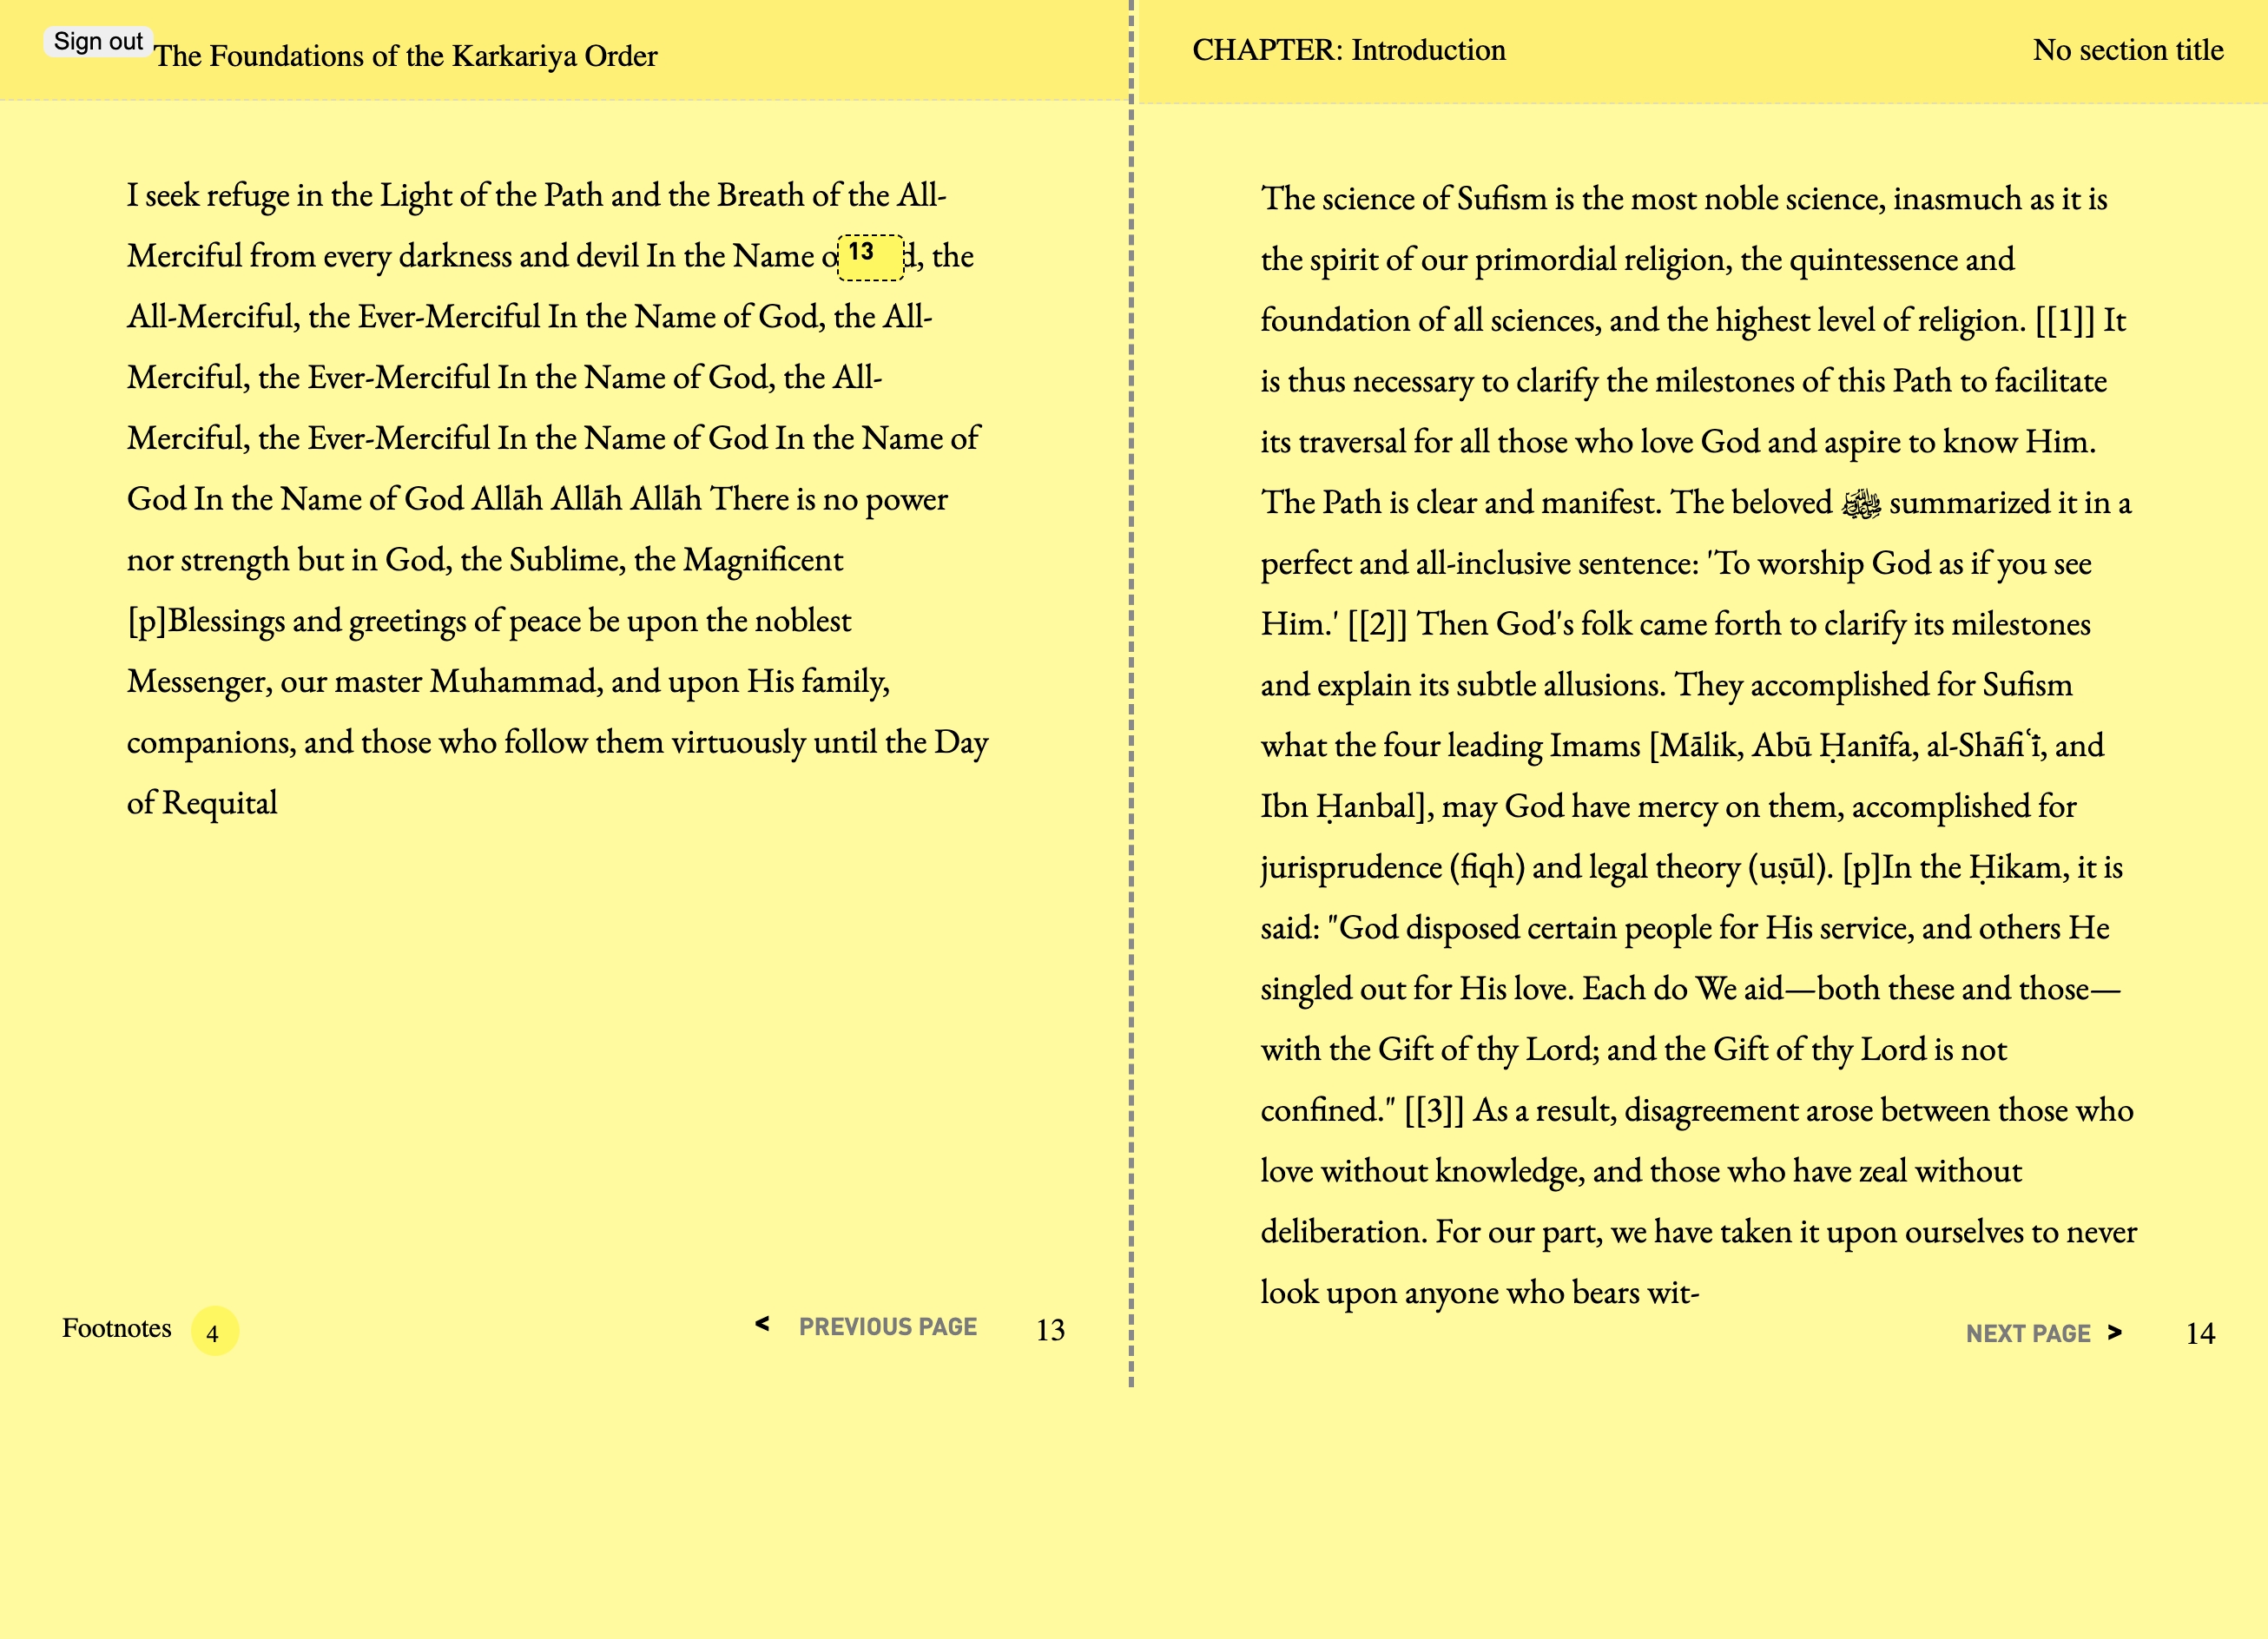 Sign out
The Foundations of the Karkariya Order
I seek refuge in the Light of the Path and the Breath of the All-
Merciful from every darkness and devil In the Name o 13 d, the
All-Merciful, the Ever-Merciful In the Name of God, the All-
Merciful, the Ever-Merciful In the Name of God, the All-
Merciful, the Ever-Merciful In the Name of God In the Name of
God In the Name of God Allāh Allāh Allāh There is no power
nor strength but in God, the Sublime, the Magnificent
[p]Blessings and greetings of peace be upon the noblest
Messenger, our master Muhammad, and upon His family,
companions, and those who follow them virtuously until the Day
of Requital
Footnotes 4
< PREVIOUS PAGE 13
CHAPTER: Introduction
No section title
The science of Sufism is the most noble science, inasmuch as it is
the spirit of our primordial religion, the quintessence and
foundation of all sciences, and the highest level of religion. [[1]] It
is thus necessary to clarify the milestones of this Path to facilitate
its traversal for all those who love God and aspire to know Him.
The Path is clear and manifest. The beloved ﷺ summarized it in a
perfect and all-inclusive sentence: 'To worship God as if you see
Him.' [[2]] Then God's folk came forth to clarify its milestones
and explain its subtle allusions. They accomplished for Sufism
what the four leading Imams [Mālik, Abū Ḥanīfa, al-Shāfiʿī, and
Ibn Ḥanbal], may God have mercy on them, accomplished for
jurisprudence (fiqh) and legal theory (uṣūl). [p]In the Ḥikam, it is
said: "God disposed certain people for His service, and others He
singled out for His love. Each do We aid—both these and those—
with the Gift of thy Lord; and the Gift of thy Lord is not
confined." [[3]] As a result, disagreement arose between those who
love without knowledge, and those who have zeal without
deliberation. For our part, we have taken it upon ourselves to never
look upon anyone who bears wit-
NEXT PAGE > 14